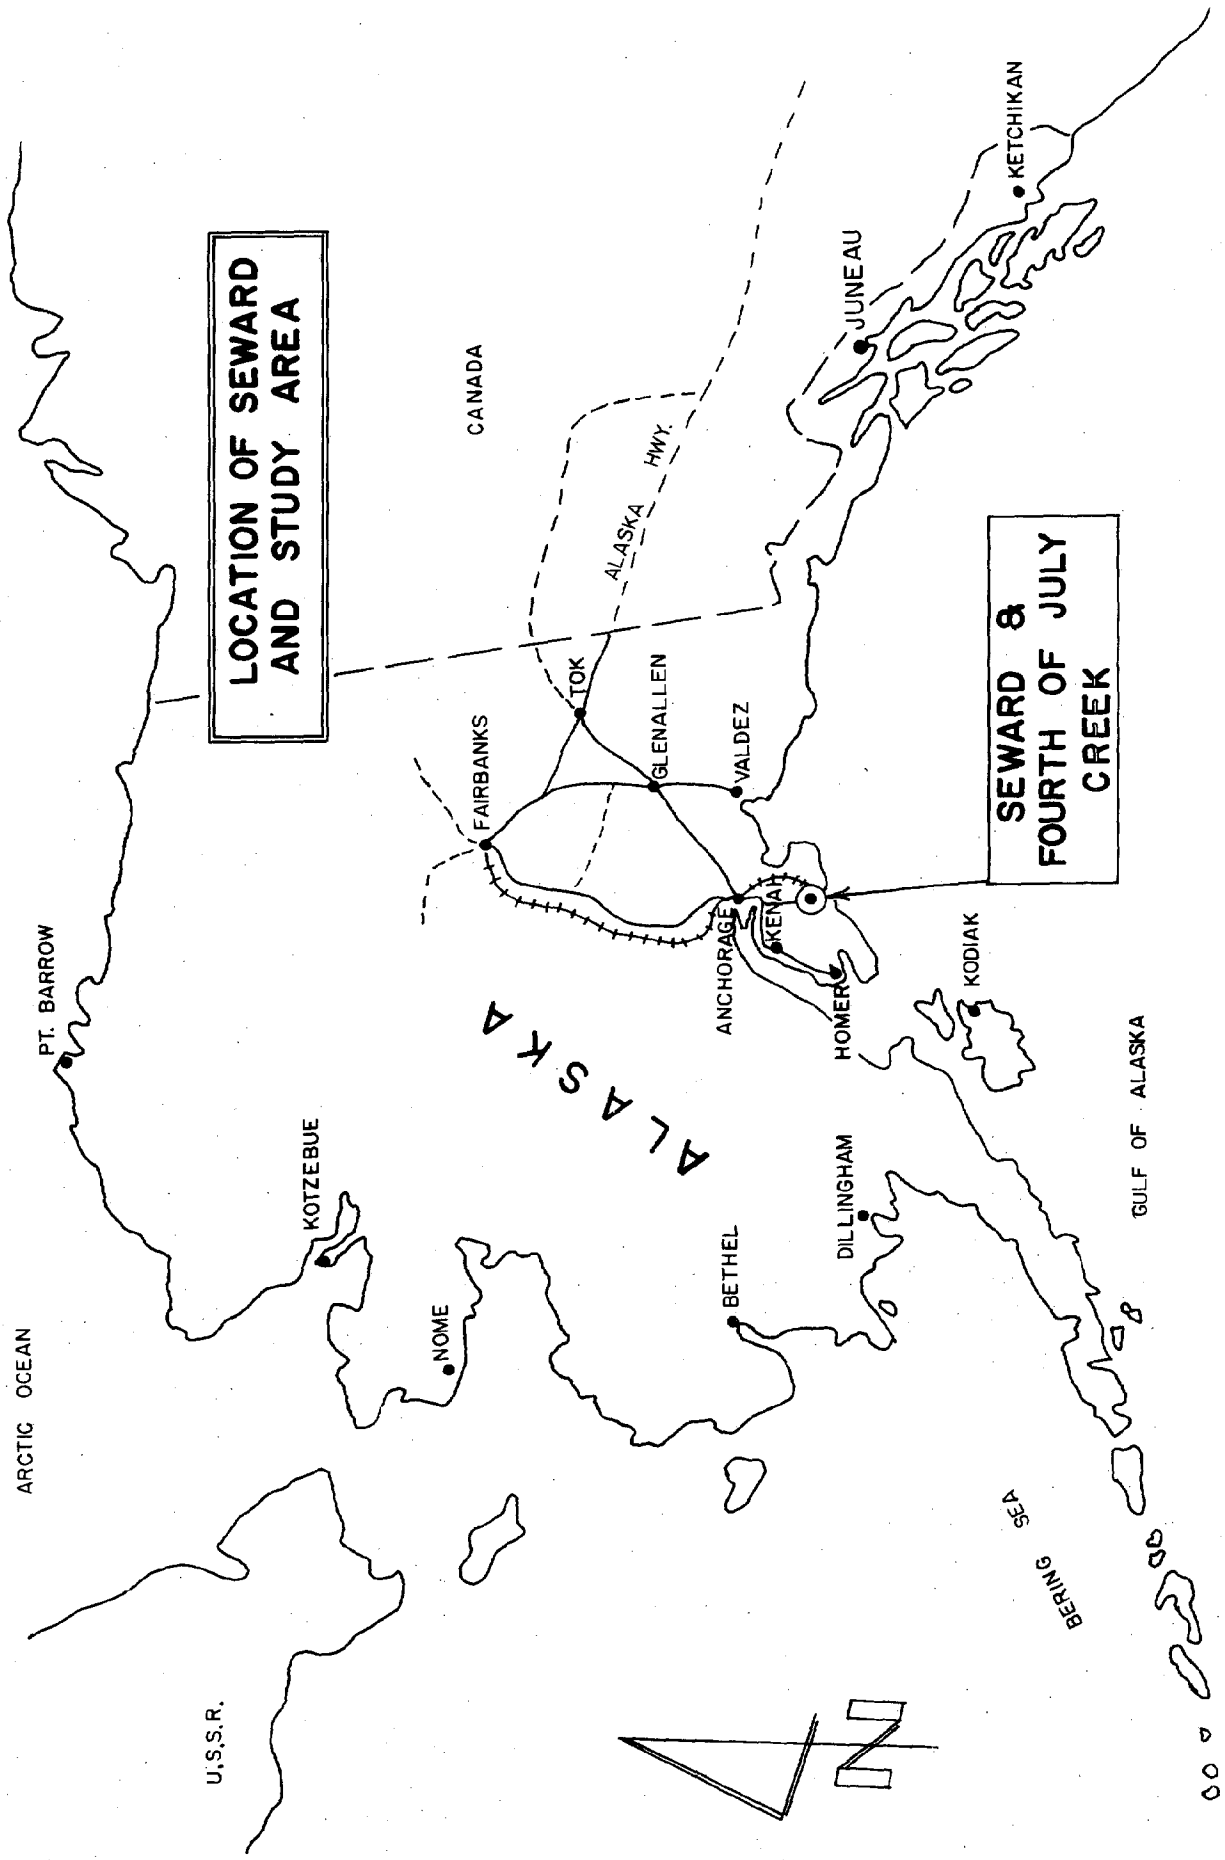 ARCTIC OCEAN
PT. BARROW
LOCATION OF SEWARD
AND STUDY AREA
U.S.S.R.
KOTZEBUE
NOME
FAIRBANKS
CANADA
ALASKA
TOK
ALASKA HWY.
GLENALLEN
VALDEZ
ANCHORAGE
KENAI
HOMER
BETHEL
DILLINGHAM
KODIAK
JUNEAU
KETCHIKAN
SEWARD &
FOURTH OF JULY
CREEK
BERING SEA
GULF OF ALASKA
N